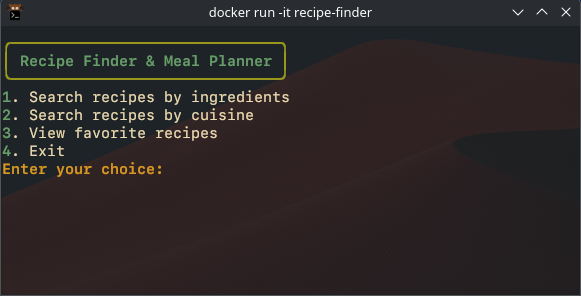 docker run -it recipe-finder
Recipe Finder & Meal Planner
1. Search recipes by ingredients
2. Search recipes by cuisine
3. View favorite recipes
4. Exit
Enter your choice: